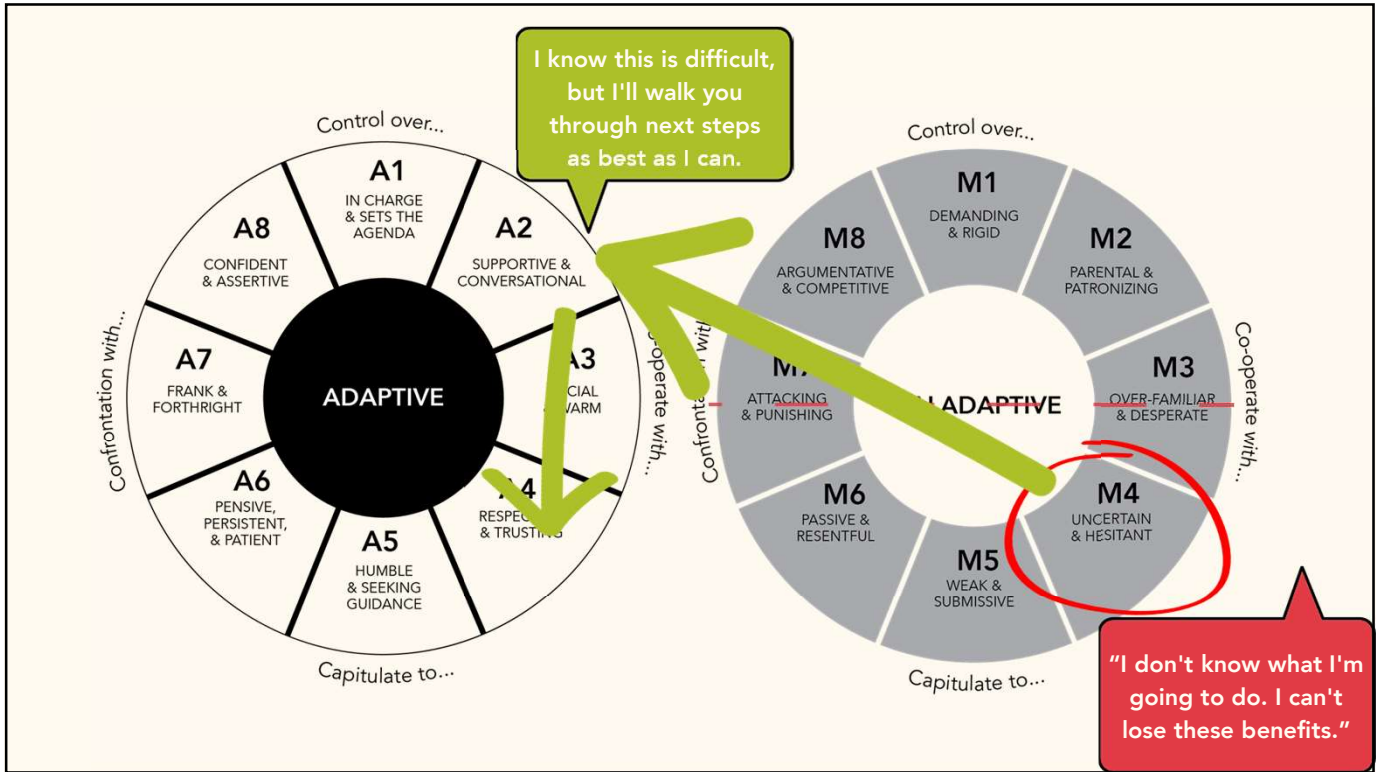 I know this is difficult,
but I'll walk you
through next steps
as best as I can.
Control over...
A1
IN CHARGE
& SETS THE
AGENDA
A2
SUPPORTIVE &
CONVERSATIONAL
A8
CONFIDENT
& ASSERTIVE
A7
FRANK &
FORTHRIGHT
Confrontation with...
ADAPTIVE
A6
PENSIVE,
PERSISTENT,
& PATIENT
A5
HUMBLE
& SEEKING
GUIDANCE
& TRUSTING
with...
Capitulate to...
Control over...
M1
DEMANDING
& RIGID
M2
PARENTAL &
PATRONIZING
M8
ARGUMENTATIVE
& COMPETITIVE
M3
OVER-FAMILIAR
& DESPERATE
Co-operate with...
ATTACKING
& PUNISHING
M6
PASSIVE &
RESENTFUL
M5
WEAK &
SUBMISSIVE
M4
UNCERTAIN
& HESITANT
Capitulate to...
"I don't know what I'm
going to do. I can't
lose these benefits."